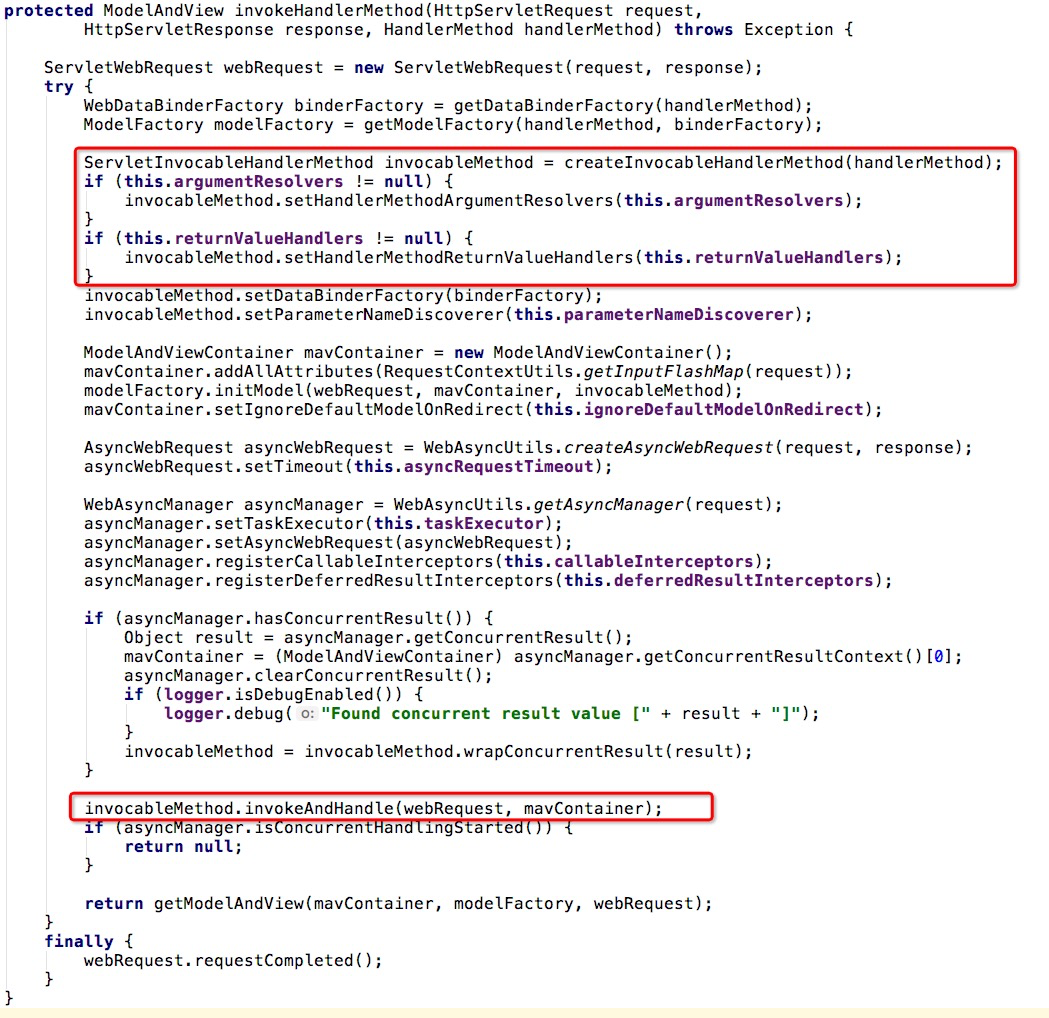 protected ModelAndView invokeHandlerMethod(HttpServletRequest request,
        HttpServletResponse response, HandlerMethod handlerMethod) throws Exception {
    ServletWebRequest webRequest = new ServletWebRequest(request, response);
    try {
        WebDataBinderFactory binderFactory = getDataBinderFactory(handlerMethod);
        ModelFactory modelFactory = getModelFactory(handlerMethod, binderFactory);
        ServletInvocableHandlerMethod invocableMethod = createInvocableHandlerMethod(handlerMethod);
        if (this.argumentResolvers != null) {
            invocableMethod.setHandlerMethodArgumentResolvers(this.argumentResolvers);
        }
        if (this.returnValueHandlers != null) {
            invocableMethod.setHandlerMethodReturnValueHandlers(this.returnValueHandlers);
        }
        invocableMethod.setDataBinderFactory(binderFactory);
        invocableMethod.setParameterNameDiscoverer(this.parameterNameDiscoverer);
        ModelAndViewContainer mavContainer = new ModelAndViewContainer();
        mavContainer.addAllAttributes(RequestContextUtils.getInputFlashMap(request));
        modelFactory.initModel(webRequest, mavContainer, invocableMethod);
        mavContainer.setIgnoreDefaultModelOnRedirect(this.ignoreDefaultModelOnRedirect);
        AsyncWebRequest asyncWebRequest = WebAsyncUtils.createAsyncWebRequest(request, response);
        asyncWebRequest.setTimeout(this.asyncRequestTimeout);
        WebAsyncManager asyncManager = WebAsyncUtils.getAsyncManager(request);
        asyncManager.setTaskExecutor(this.taskExecutor);
        asyncManager.setAsyncWebRequest(asyncWebRequest);
        asyncManager.registerCallableInterceptors(this.callableInterceptors);
        asyncManager.registerDeferredResultInterceptors(this.deferredResultInterceptors);
        if (asyncManager.hasConcurrentResult()) {
            Object result = asyncManager.getConcurrentResult();
            mavContainer = (ModelAndViewContainer) asyncManager.getConcurrentResultContext()[0];
            asyncManager.clearConcurrentResult();
            if (logger.isDebugEnabled()) {
                logger.debug( o: "Found concurrent result value [" + result + "]");
            }
            invocableMethod = invocableMethod.wrapConcurrentResult(result);
        }
        invocableMethod.invokeAndHandle(webRequest, mavContainer);
        if (asyncManager.isConcurrentHandlingStarted()) {
            return null;
        }
        return getModelAndView(mavContainer, modelFactory, webRequest);
    }
    finally {
        webRequest.requestCompleted();
    }
}